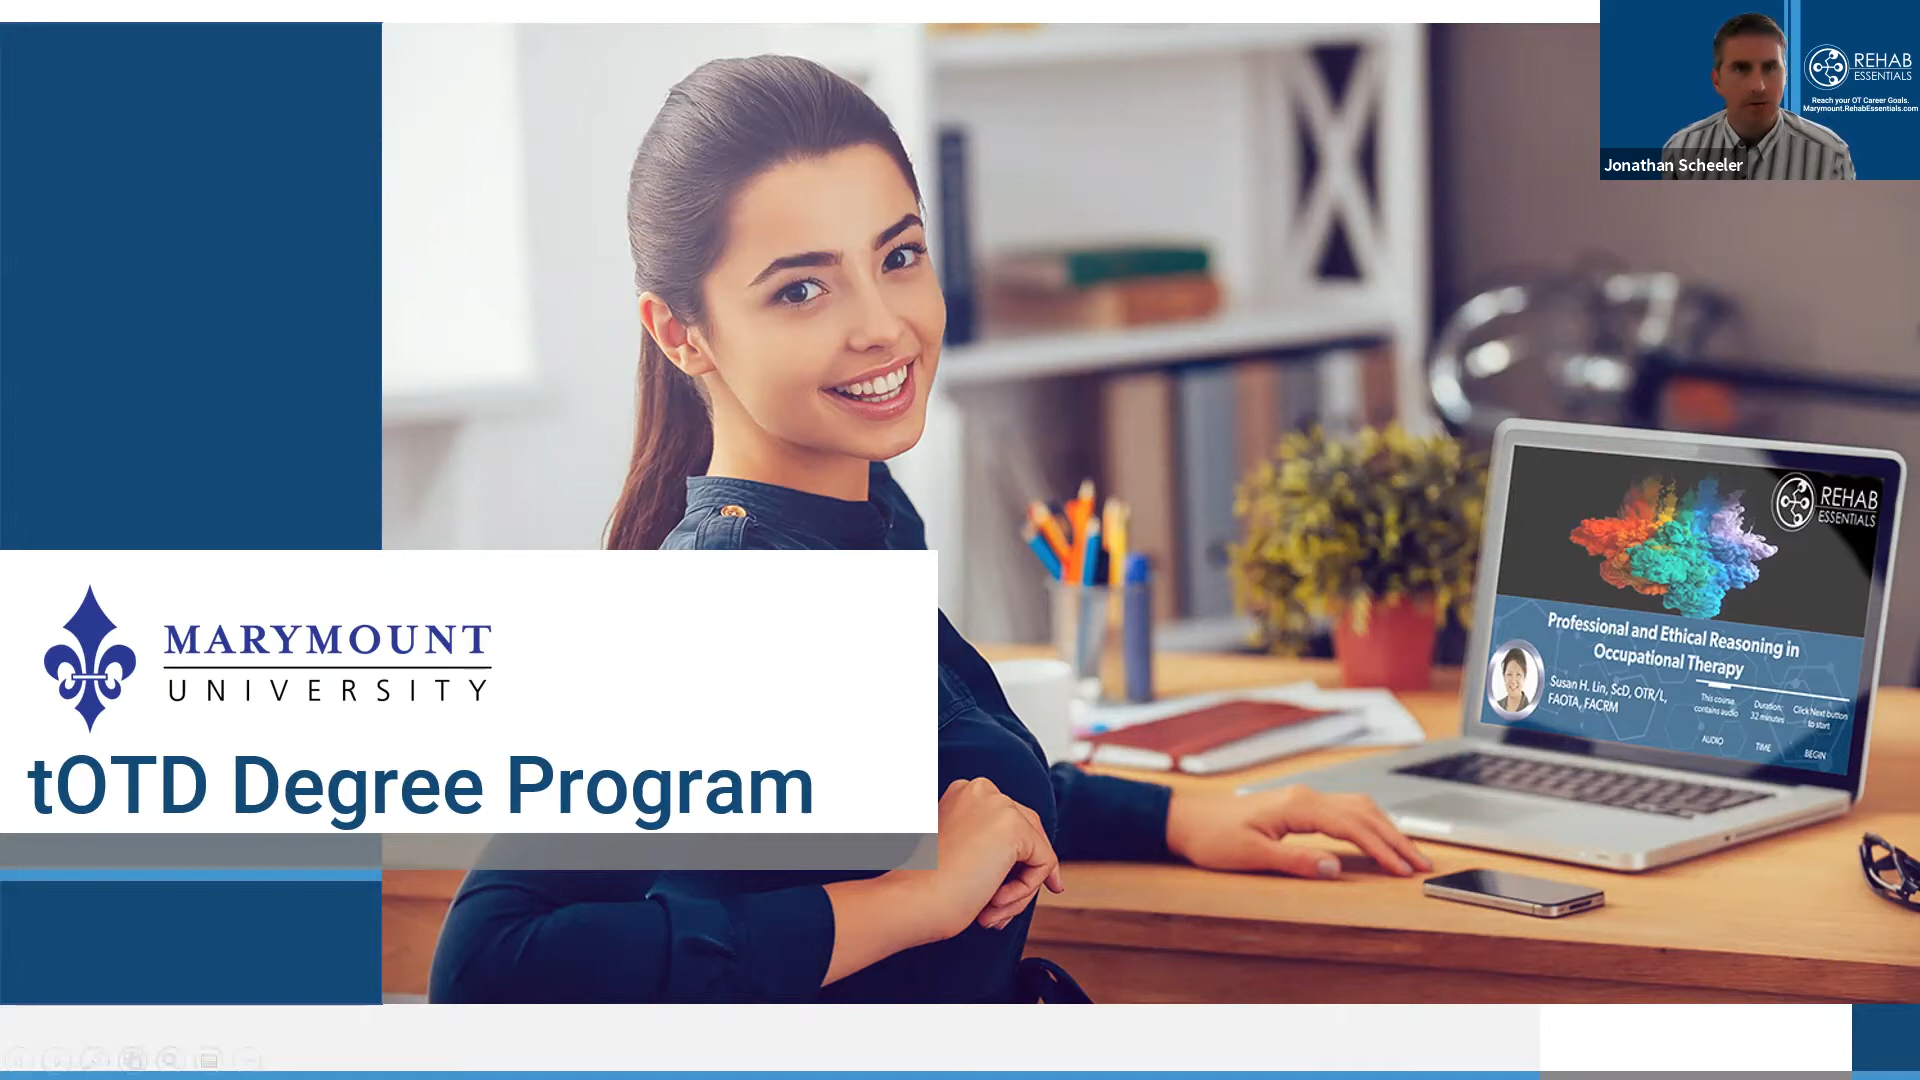 REHAB
ESSENTIALS
Reach your OT Career Goals.
Marymount.RehabEssentials.com
Jonathan Scheeler
REHAB
ESSENTIALS
Professional and Ethical Reasoning in
Occupational Therapy
Susan H. Lin, ScD, OTR/L,
FAOTA, FACRM
This course
contains audio
Duration:
32 minutes
Click Next button
to start
AUDIO
TIME
BEGIN
MARYMOUNT
UNIVERSITY
tOTD Degree Program